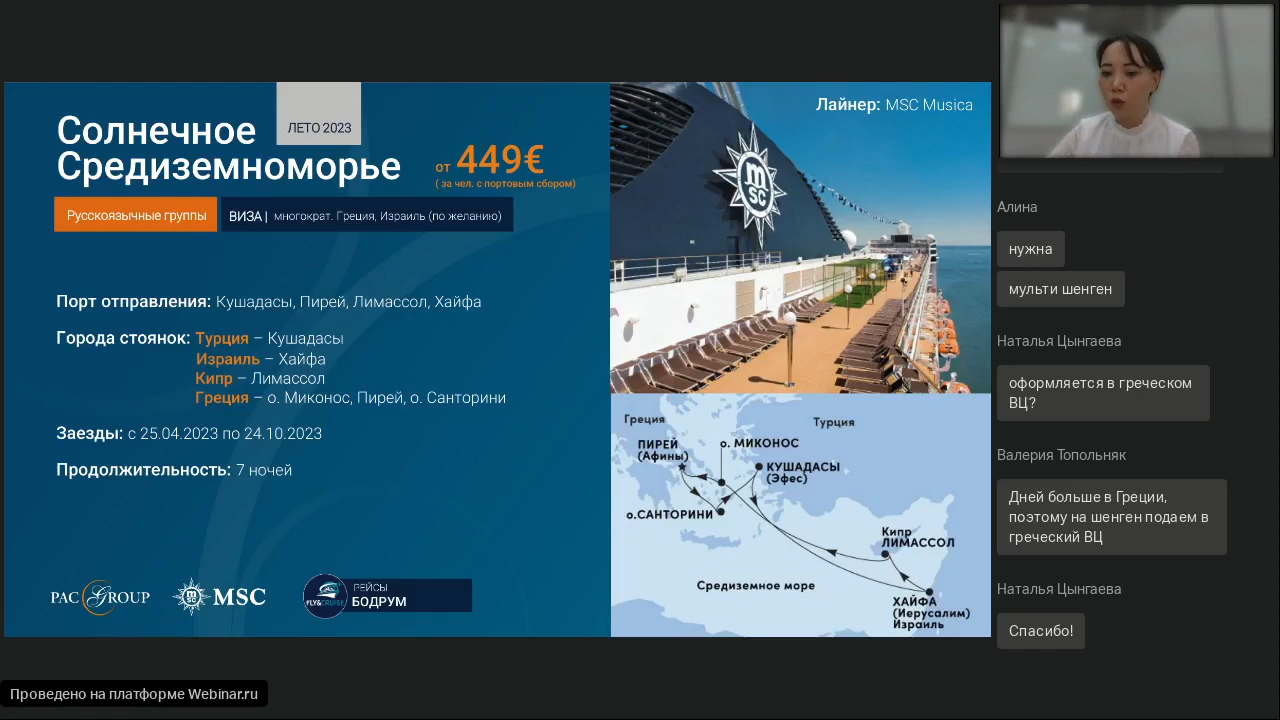 Солнечное
Средиземноморье
ЛЕТО 2023
от 449€
( за чел. с портовым сбором)
Русскоязычные группы
ВИЗА | многократ. Греция, Израиль (по желанию)
Порт отправления: Кушадасы, Пирей, Лимассол, Хайфа
Города стоянок: Турция – Кушадасы
Израиль – Хайфа
Кипр – Лимассол
Греция – о. Миконос, Пирей, о. Санторини
Заезды: с 25.04.2023 по 24.10.2023
Продолжительность: 7 ночей
PAC GROUP
MSC
FLY&CRUISE
РЕЙСЫ
БОДРУМ
Лайнер: MSC Musica
m
SC
Греция
Турция
ПИРЕЙ
(Афины)
о. МИКОНОС
КУШАДАСЫ
(Эфес)
о.САНТОРИНИ
Кипр
ЛИМАССОЛ
Средиземное море
ХАЙФА
(Иерусалим)
Израиль
Алина
нужна
мульти шенген
Наталья Цынгаева
оформляется в греческом
ВЦ?
Валерия Топольняк
Дней больше в Греции,
поэтому на шенген подаем в
греческий ВЦ
Наталья Цынгаева
Спасибо!
Проведено на платформе Webinar.ru